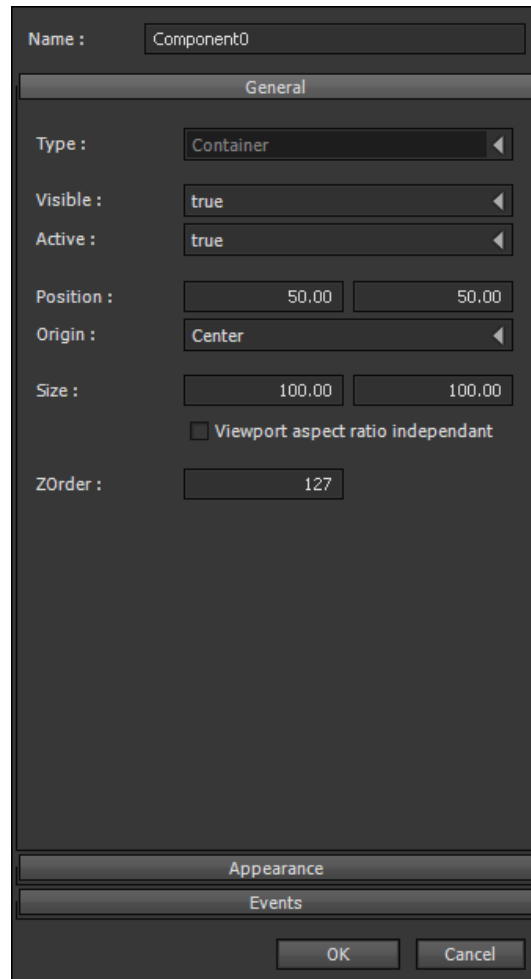 Name : Component0
General
Type : Container
Visible : true
Active : true
Position : 50.00 50.00
Origin : Center
Size : 100.00 100.00
Viewport aspect ratio independant
ZOrder : 127
Appearance
Events
OK Cancel